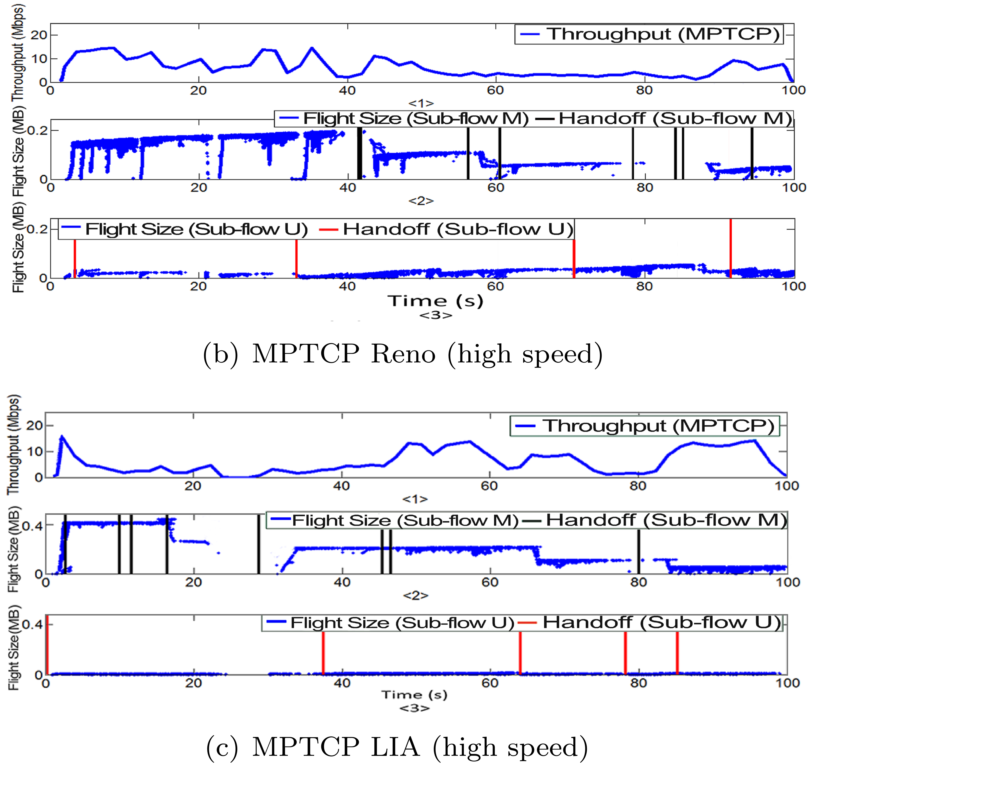 Throughput (Mbps)
20
10
0
Throughput (MPTCP)
0 20 40 60 80 100
<1>
Flight Size (MB)
0.2
0
Flight Size (Sub-flow M) Handoff (Sub-flow M)
0 20 40 60 80 100
<2>
Flight Size (MB)
0.2
0
Flight Size (Sub-flow U) Handoff (Sub-flow U)
0 20 40 60 80 100
Time (s)
<3>
(b) MPTCP Reno (high speed)
Throughput (Mbps)
20
10
0
Throughput (MPTCP)
20 40 60 80 100
<1>
Flight Size (MB)
0.4
0
Flight Size (Sub-flow M) Handoff (Sub-flow M)
0 20 40 60 80 100
<2>
Flight Size (MB)
0.4
0
Flight Size (Sub-flow U) Handoff (Sub-flow U)
0 20 40 60 80 100
Time (s)
<3>
(c) MPTCP LIA (high speed)